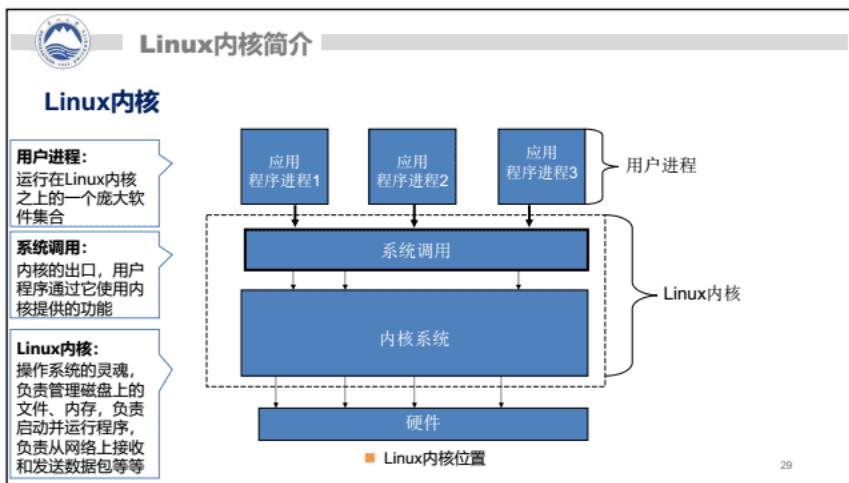 Linux内核简介
Linux内核
用户进程：
运行在Linux内核
之上的一个庞大软
件集合
系统调用：
内核的出口，用户
程序通过它使用内
核提供的功能
Linux内核：
操作系统的灵魂，
负责管理磁盘上的
文件、内存，负责
启动并运行程序，
负责从网络上接收
和发送数据包等等
应用
程序进程1
应用
程序进程2
应用
程序进程3
用户进程
系统调用
内核系统
Linux内核
硬件
Linux内核位置
29